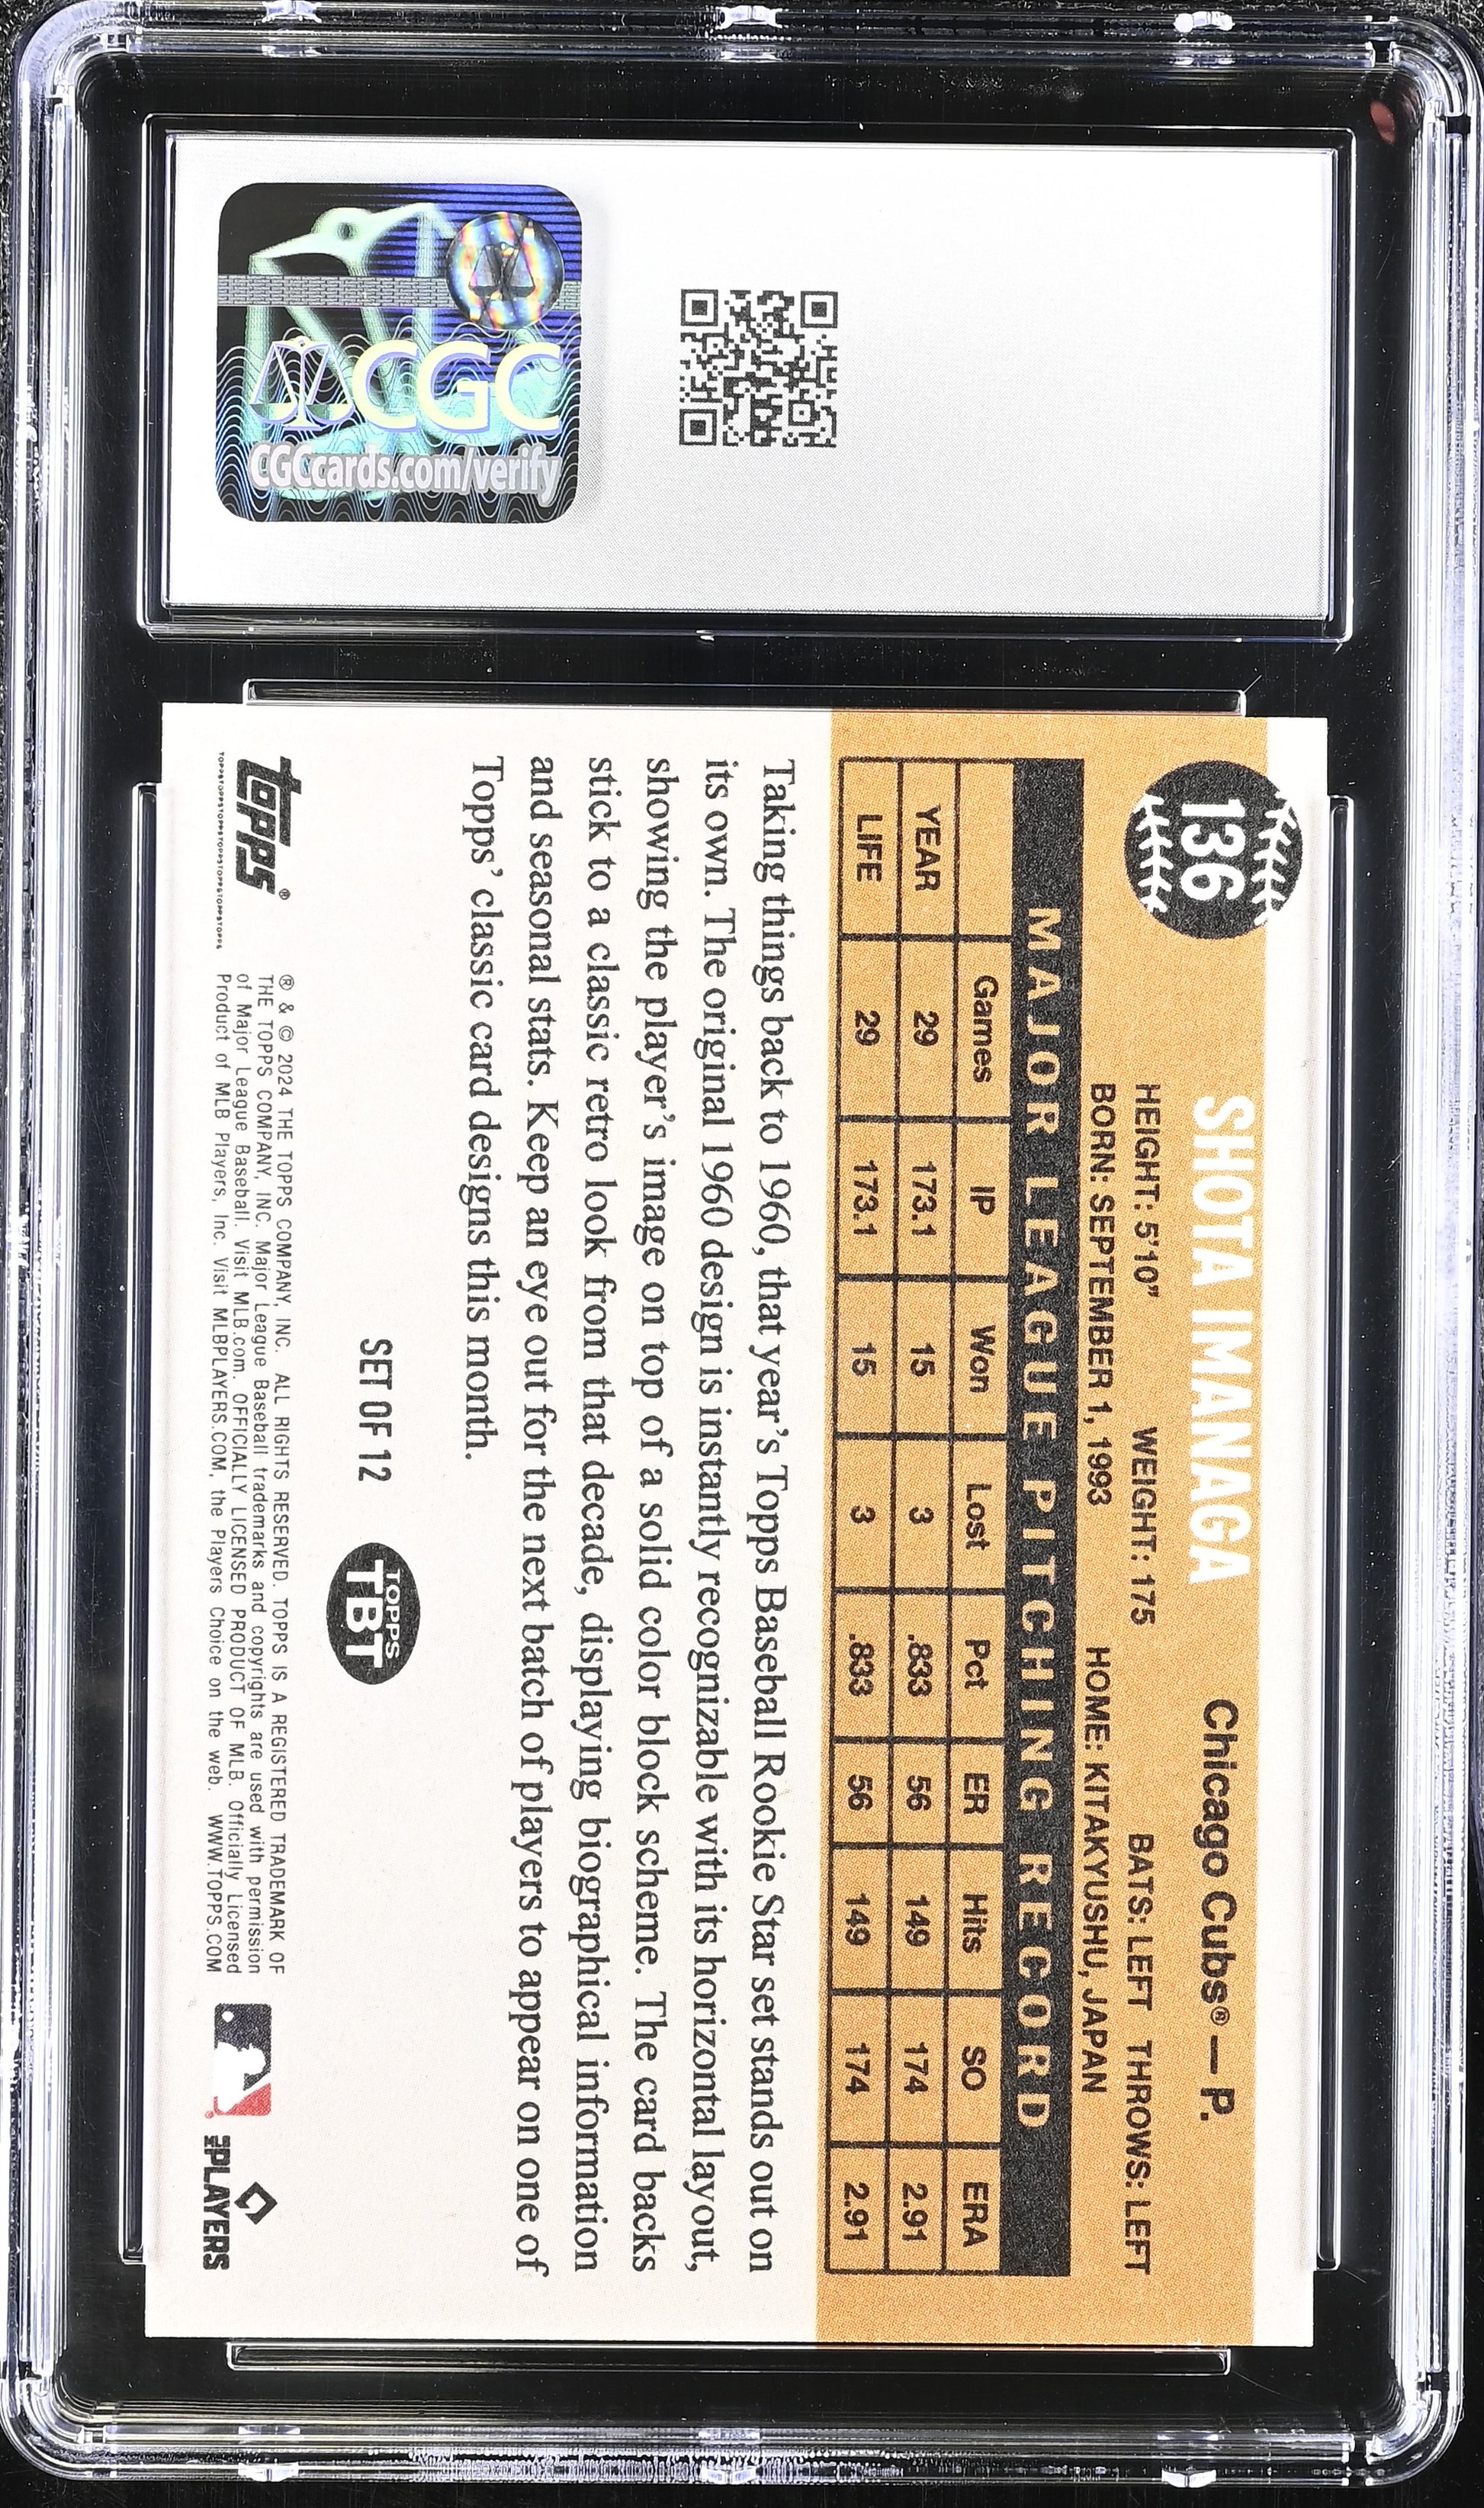 CGC
CGCcards.com/verify
136
SHOTA IMANAGA Chicago Cubs® — P.
HEIGHT: 5'10" WEIGHT: 175 BATS: LEFT THROWS: LEFT
BORN: SEPTEMBER 1, 1993 HOME: KITAKYUSHU, JAPAN
MAJOR LEAGUE PITCHING RECORD
Games IP Won Lost Pct ER Hits SO ERA
YEAR 29 173.1 15 3 .833 56 149 174 2.91
LIFE 29 173.1 15 3 .833 56 149 174 2.91
Taking things back to 1960, that year's Topps Baseball Rookie Star set stands out on
its own. The original 1960 design is instantly recognizable with its horizontal layout,
showing the player's image on top of a solid color block scheme. The card backs
stick to a classic retro look from that decade, displaying biographical information
and seasonal stats. Keep an eye out for the next batch of players to appear on one of
Topps' classic card designs this month.
SET OF 12
TOPPS
TBT
topps®
® & © 2024 THE TOPPS COMPANY, INC. ALL RIGHTS RESERVED. TOPPS IS A REGISTERED TRADEMARK OF
THE TOPPS COMPANY, INC. Major League Baseball trademarks and copyrights are used with permission
of Major League Baseball. Visit MLB.com. OFFICIALLY LICENSED PRODUCT OF MLB. Officially Licensed
Product of MLB Players, Inc. Visit MLBPLAYERS.COM, the Players Choice on the web. WWW.TOPPS.COM
PLAYERS